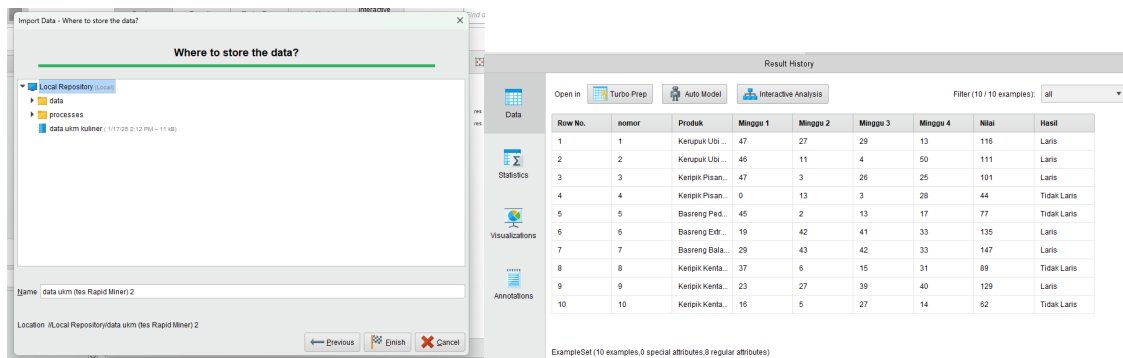 Interactive
Find
Import Data - Where to store the data?
Where to store the data?
Local Repository (Local)
data
processes
data ukm kuliner ( 1/17/25 2:12 PM – 11 kB)
Name data ukm (tes Rapid Miner) 2
Location //Local Repository/data ukm (tes Rapid Miner) 2
Previous Finish Cancel
res
res
Result History
Data
Statistics
Visualizations
Annotations
Open in Turbo Prep Auto Model Interactive Analysis Filter (10 / 10 examples): all
Row No. nomor Produk Minggu 1 Minggu 2 Minggu 3 Minggu 4 Nilai Hasil
1 1 Kerupuk Ubi ... 47 27 29 13 116 Laris
2 2 Kerupuk Ubi ... 46 11 4 50 111 Laris
3 3 Keripik Pisan... 47 3 26 25 101 Laris
4 4 Keripik Pisan... 0 13 3 28 44 Tidak Laris
5 5 Basreng Ped... 45 2 13 17 77 Tidak Laris
6 6 Basreng Extr... 19 42 41 33 135 Laris
7 7 Basreng Bala... 29 43 42 33 147 Laris
8 8 Keripik Kenta... 37 6 15 31 89 Tidak Laris
9 9 Keripik Kenta... 23 27 39 40 129 Laris
10 10 Keripik Kenta... 16 5 27 14 62 Tidak Laris
ExampleSet (10 examples,0 special attributes,8 regular attributes)